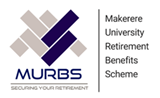 MURBS
SECURING YOUR RETIREMENT
Makerere
University
Retirement
Benefits
Scheme